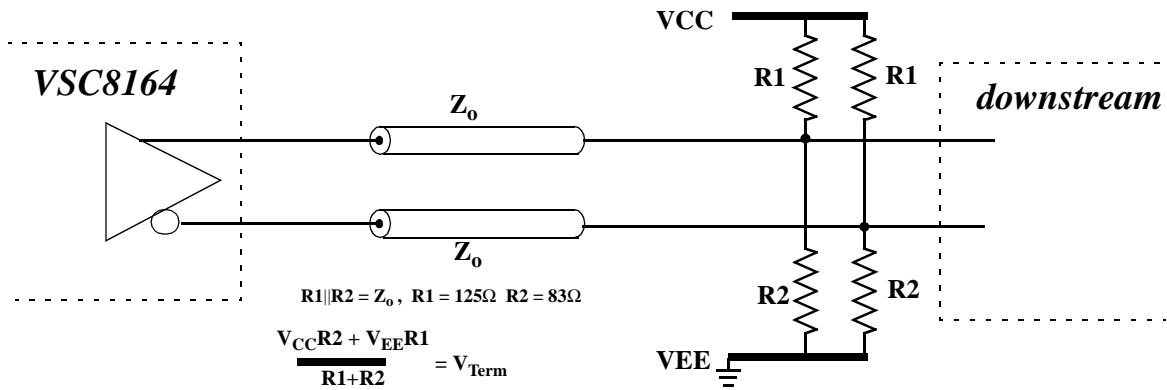 VCC
VSC8164
R1
R1
downstream
Zo
Zo
R2
R2
R1||R2 = Zo , R1 = 125Ω R2 = 83Ω
VCCR2 + VEER1
R1+R2
= VTerm
VEE